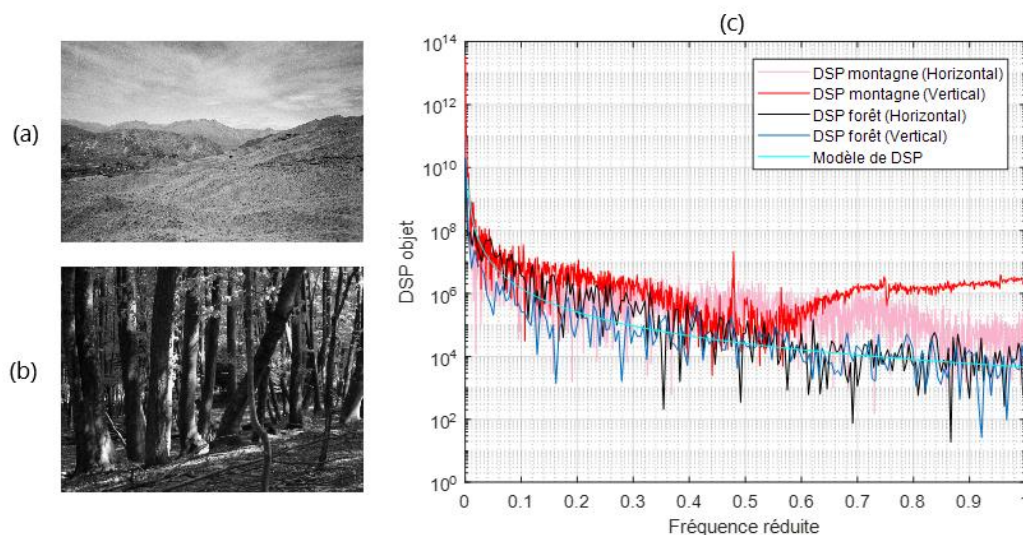 (a)
(b)
(c)
10^14
10^12
10^10
10^8
10^6
10^4
10^2
10^0
DSP objet
DSP montagne (Horizontal)
DSP montagne (Vertical)
DSP forêt (Horizontal)
DSP forêt (Vertical)
Modèle de DSP
0 0.1 0.2 0.3 0.4 0.5 0.6 0.7 0.8 0.9 1
Fréquence réduite